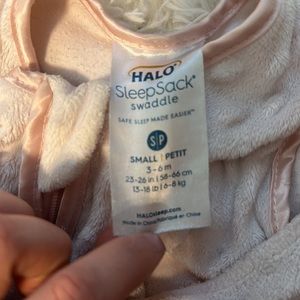 HALO
SleepSack®
swaddle
SAFE SLEEP MADE EASIER™
S|P
SMALL | PETIT
3-6 m
23-26 in | 58-66 cm
13-18 lb | 6-8 kg
HALOsleep.com
Made in China/Fabriqué en Chine